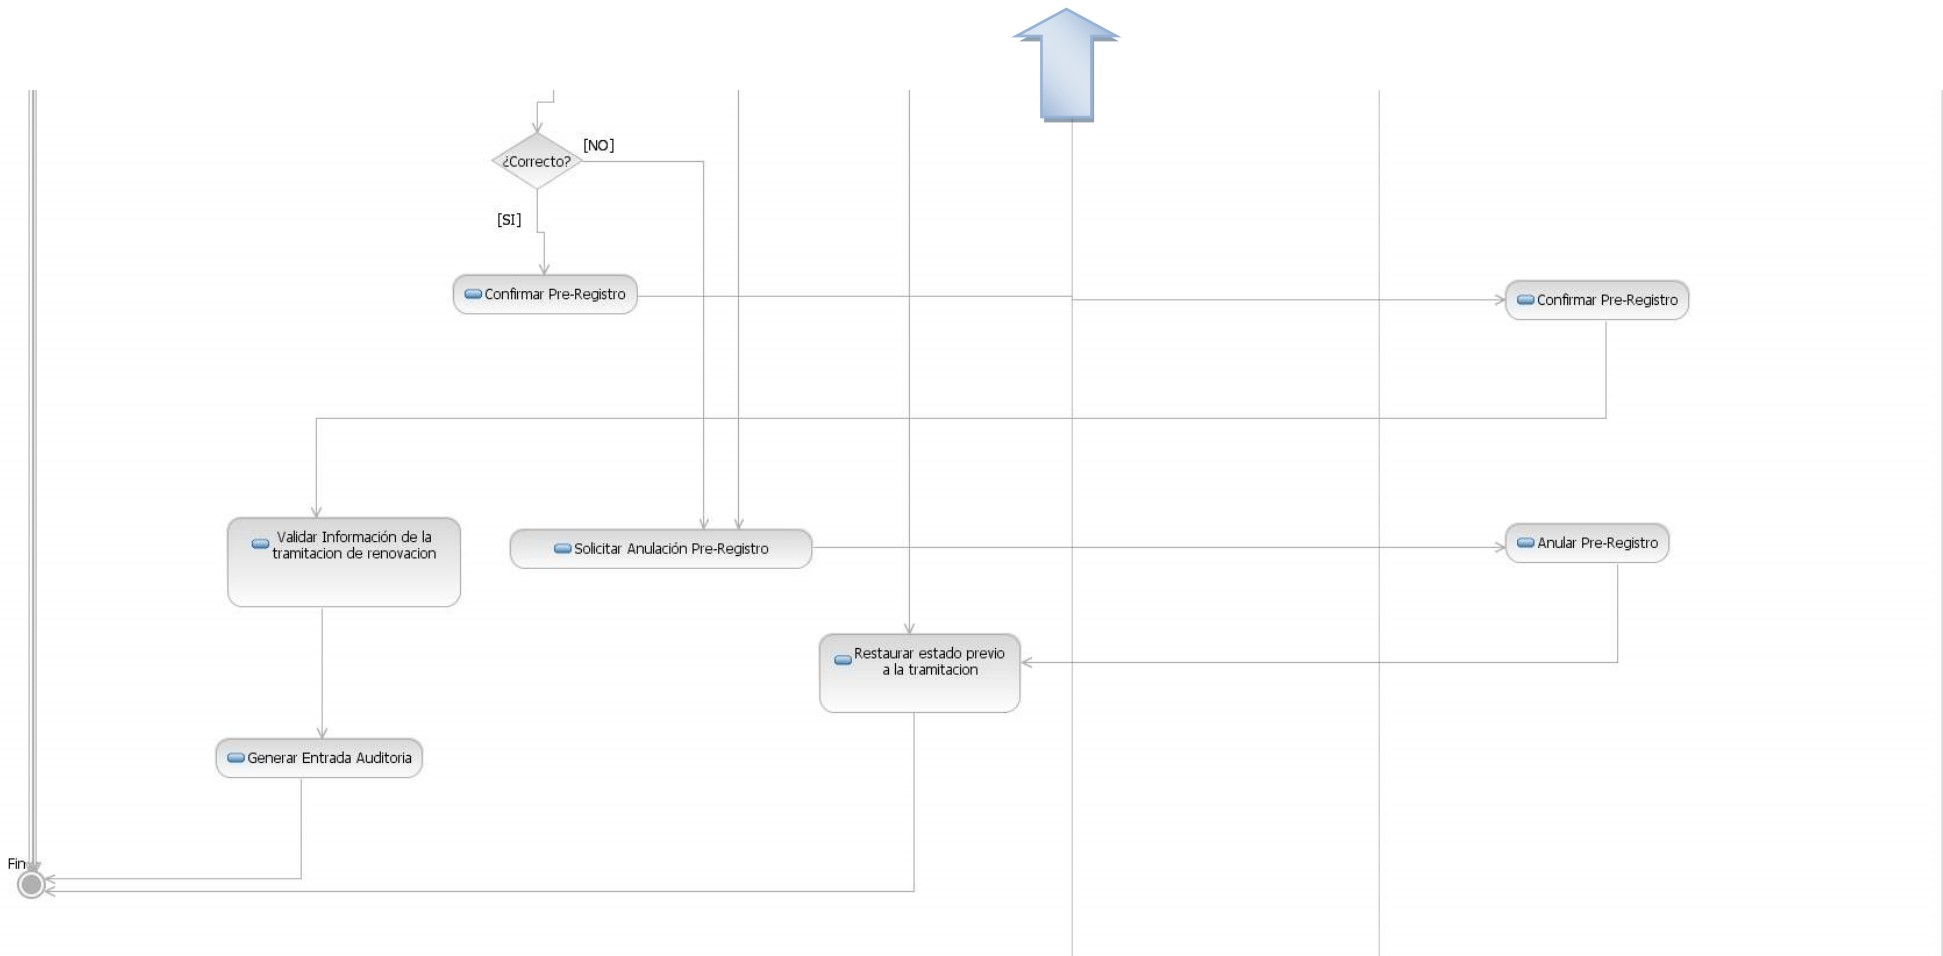 [NO]
¿Correcto?
[SI]
Confirmar Pre-Registro
Confirmar Pre-Registro
Validar Información de la
tramitacion de renovacion
Solicitar Anulación Pre-Registro
Anular Pre-Registro
Restaurar estado previo
a la tramitacion
Generar Entrada Auditoria
Fin